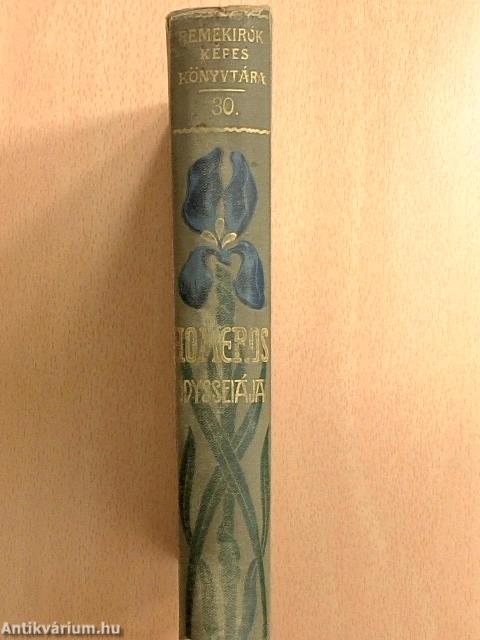 REMEKIRÓK
KÉPES
KÖNYVTÁRA
30.
HOMEROS
ODYSSEIÁJA
Antikvárium.hu